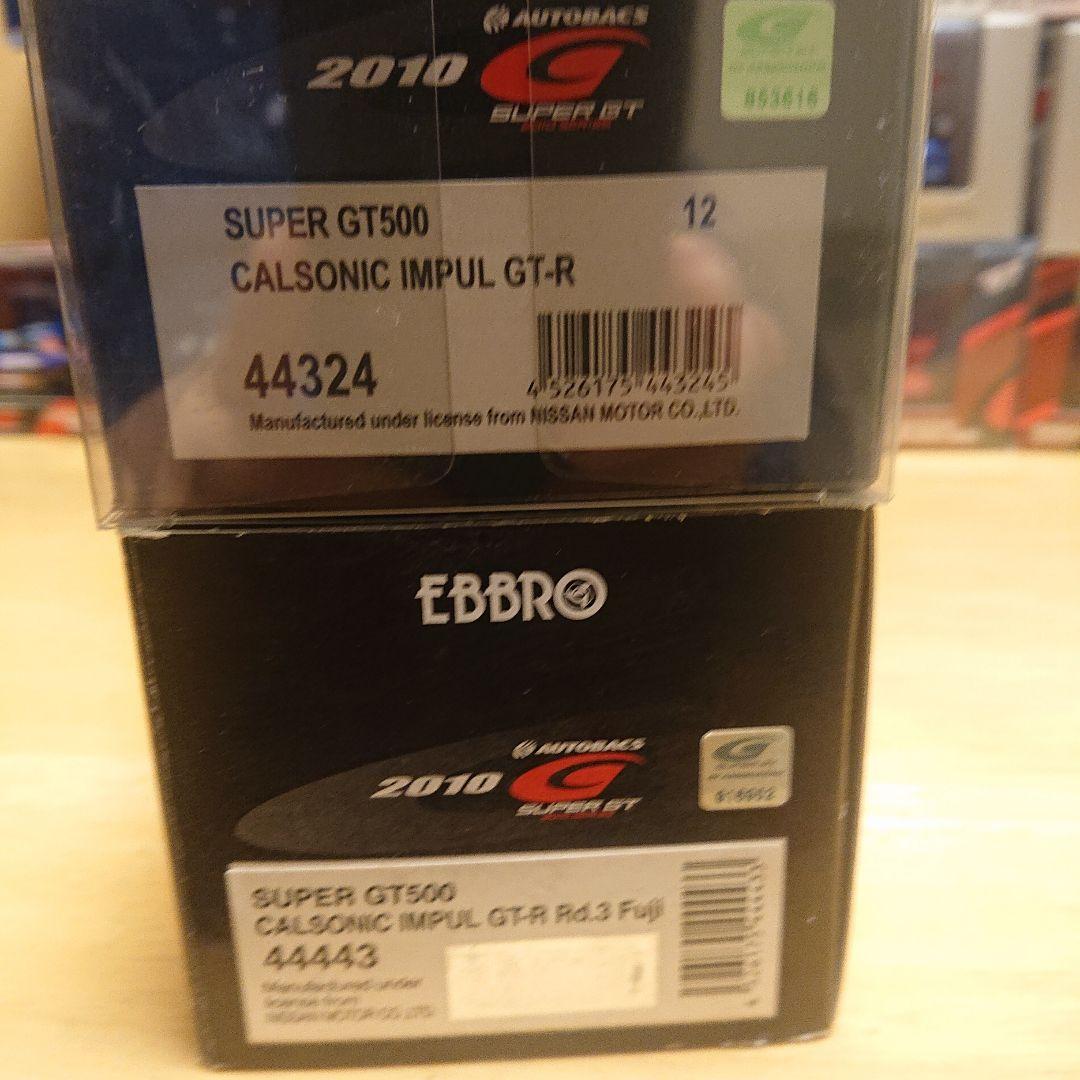 AUTOBACS
2010
SUPER GT
SUPER GT500 12
CALSONIC IMPUL GT-R
44324
4 526175 443245
Manufactured under license from NISSAN MOTOR CO.,LTD.
EBBRO
AUTOBACS
2010
SUPER GT
SUPER GT500
CALSONIC IMPUL GT-R Rd.3 Fuji
44443
Manufactured under
license from
NISSAN MOTOR CO.,LTD.